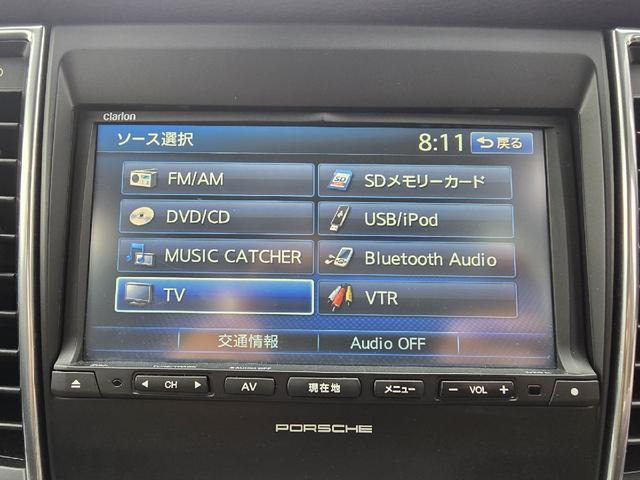 clarion
ソース選択 8:11 戻る
FM/AM SDメモリーカード
DVD/CD USB/iPod
MUSIC CATCHER Bluetooth Audio
TV VTR
交通情報 Audio OFF
CH AV 現在地 メニュー − VOL +
PORSCHE